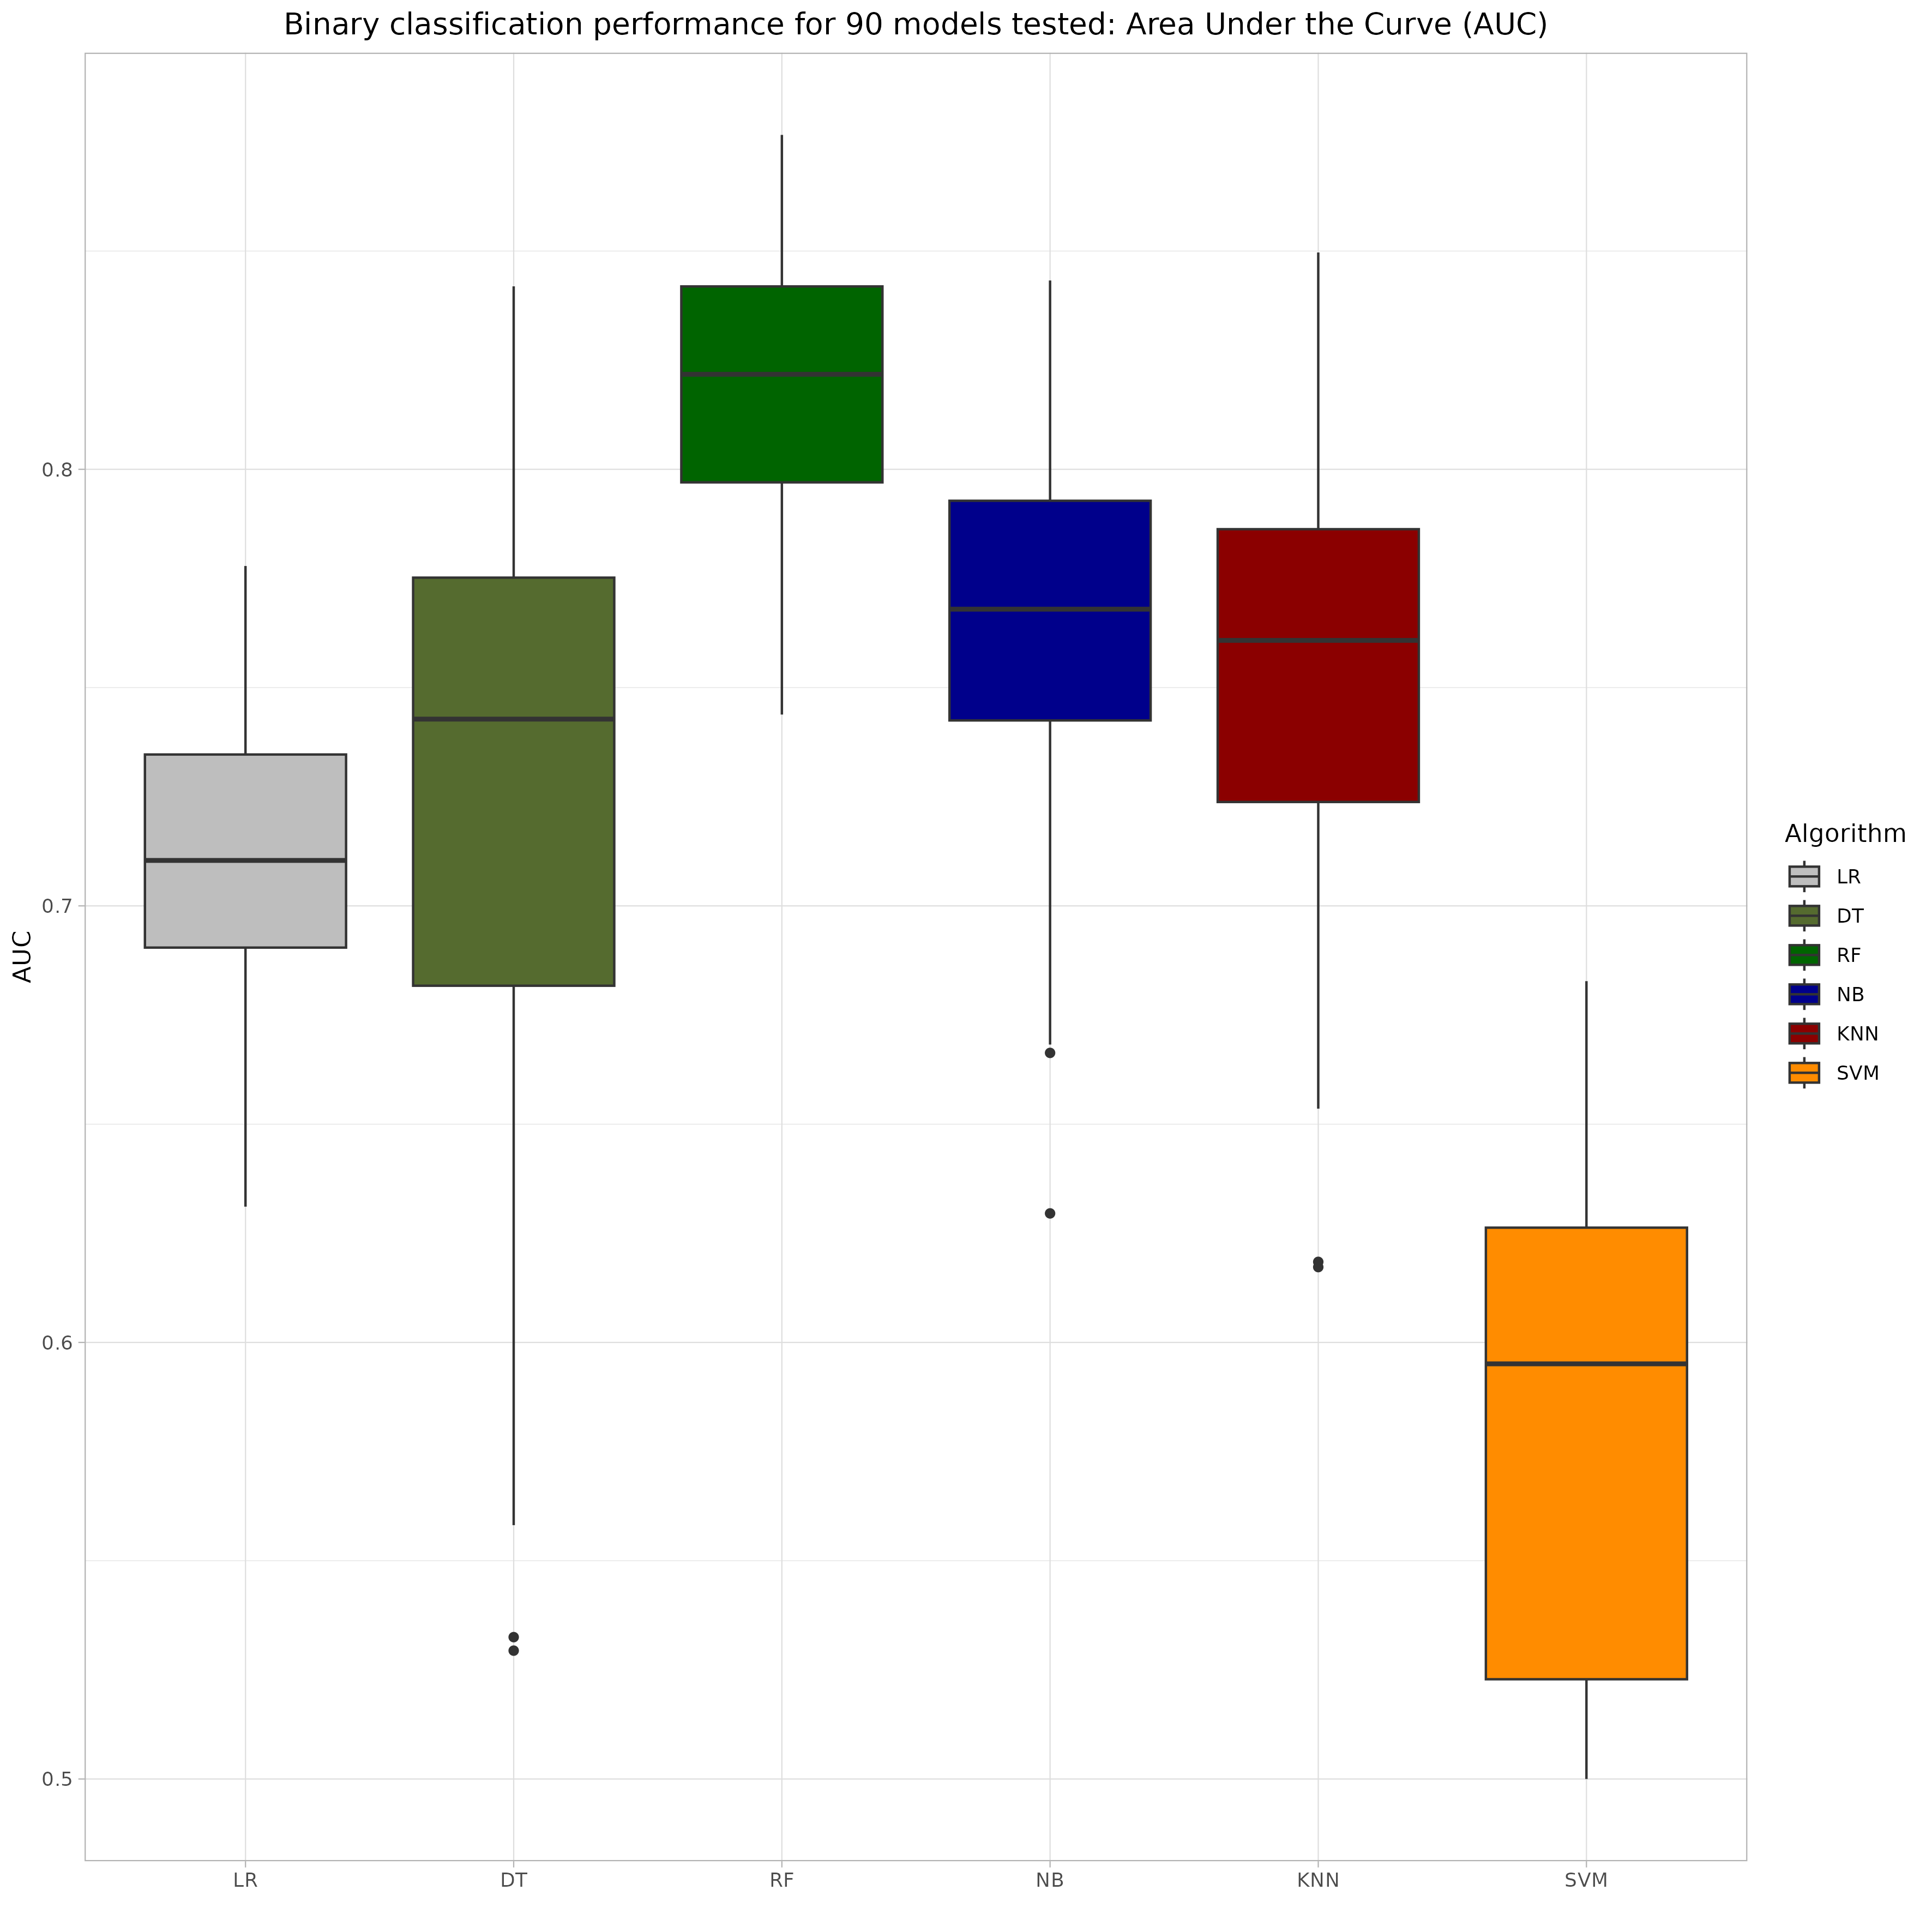 Binary classification performance for 90 models tested: Area Under the Curve (AUC)
AUC
0.8
0.7
0.6
0.5
LR
DT
RF
NB
KNN
SVM
Algorithm
LR
DT
RF
NB
KNN
SVM